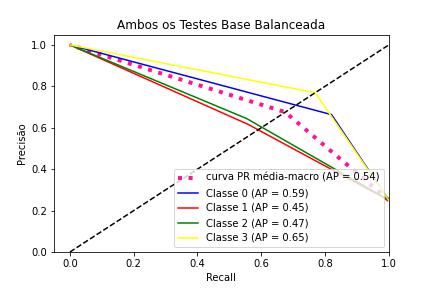 Ambos os Testes Base Balanceada
1.0
0.8
0.6
0.4
0.2
0.0
Precisão
curva PR média-macro (AP = 0.54)
Classe 0 (AP = 0.59)
Classe 1 (AP = 0.45)
Classe 2 (AP = 0.47)
Classe 3 (AP = 0.65)
0.0 0.2 0.4 0.6 0.8 1.0
Recall